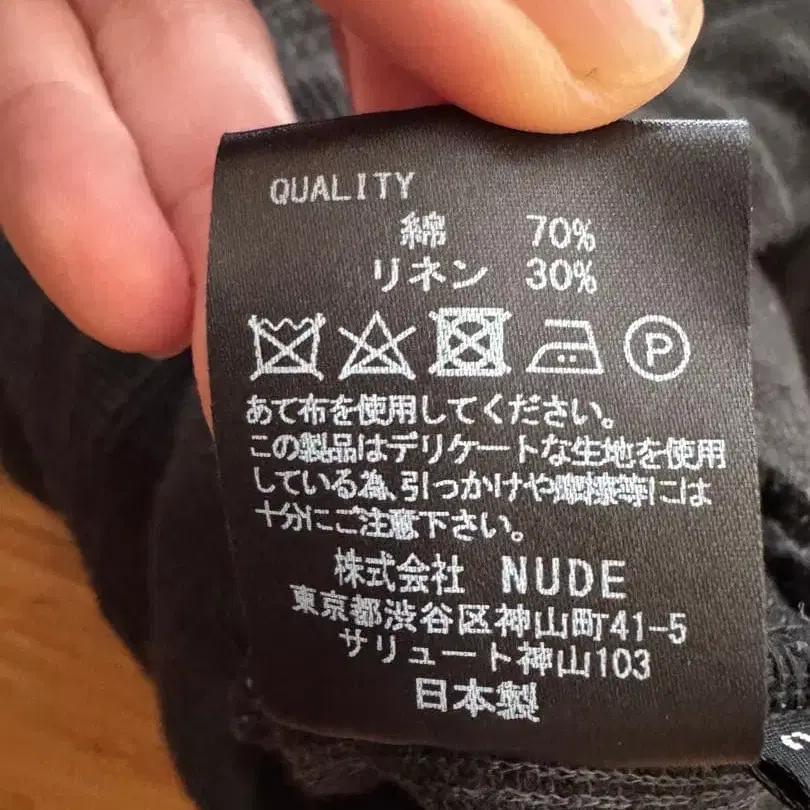 QUALITY
綿 70%
リネン 30%
P
あて布を使用してください。
この製品はデリケートな生地を使用
している為、引っかけや摩擦等には
十分にご注意下さい。
株式会社 NUDE
東京都渋谷区神山町41-5
サリュート神山103
日本製